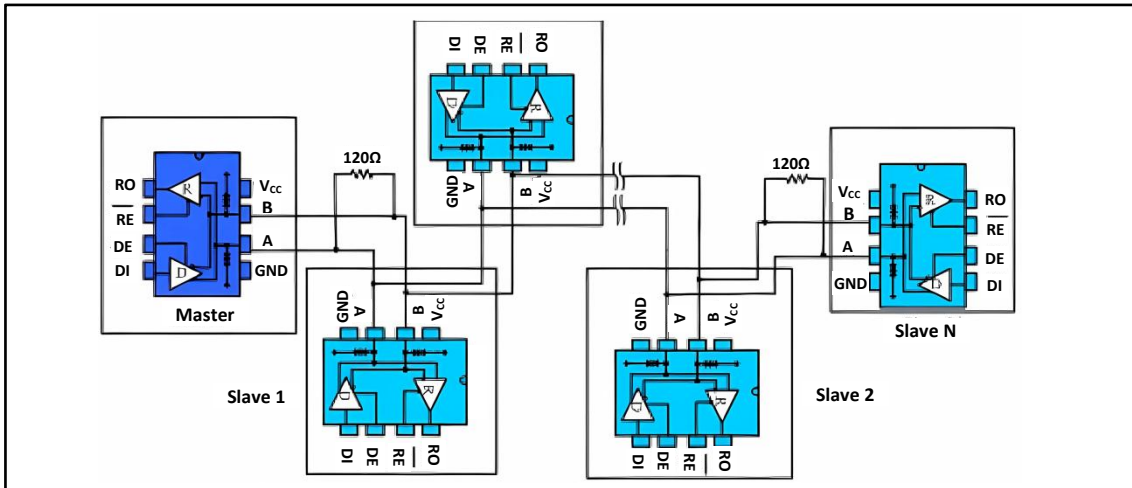 DI DE RE RO
120Ω
GND A B Vcc
120Ω
RO
RE
DE
DI
R
D
Vcc
B
A
GND
Master
D
R
Vcc
B
A
GND
R
D
RO
RE
DE
DI
Slave N
GND A B Vcc
D R
DI DE RE RO
Slave 1
GND A B Vcc
D R
DI DE RE RO
Slave 2